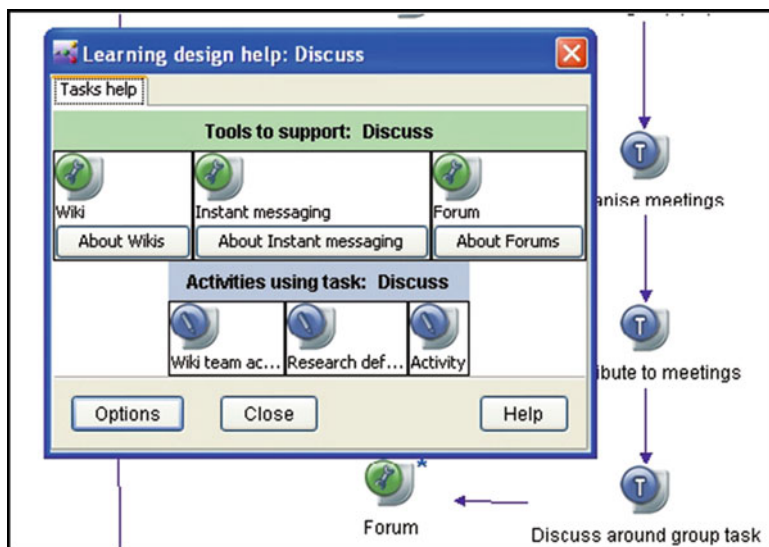 Learning design help: Discuss
Tasks help
Tools to support: Discuss
Wiki Instant messaging Forum
About Wikis About Instant messaging About Forums
Activities using task: Discuss
Wiki team ac... Research def... Activity
Options Close Help
anise meetings
ibute to meetings
Forum *
Discuss around group task
T
T
T